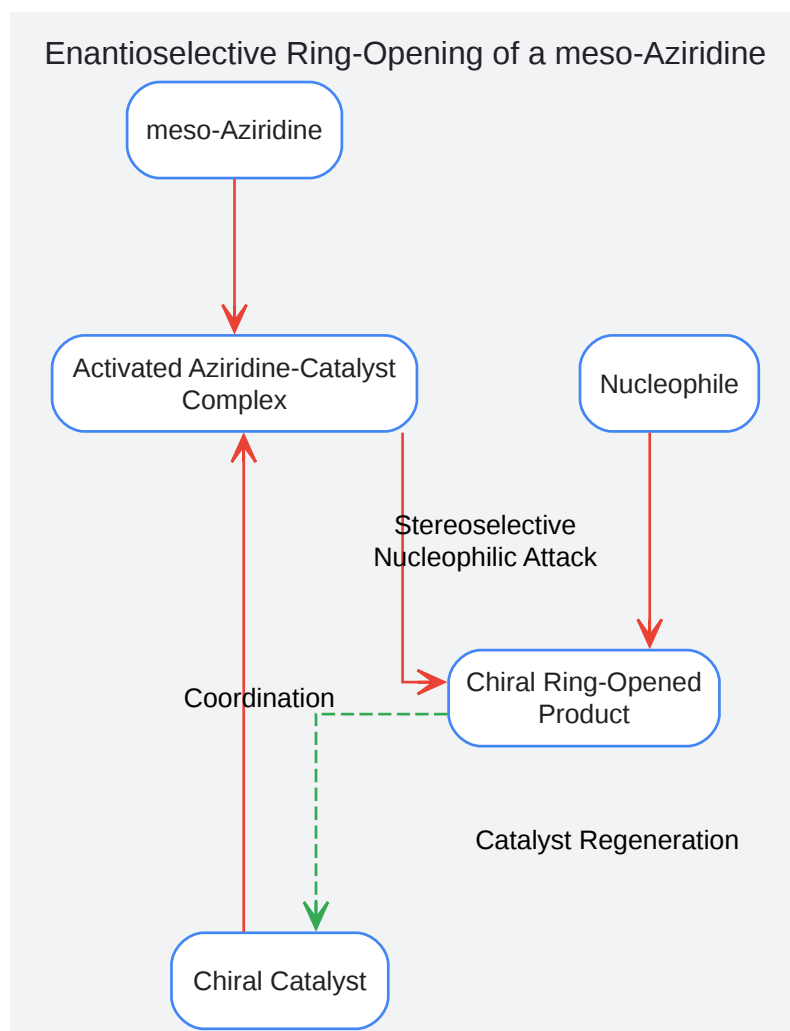 Enantioselective Ring-Opening of a meso-Aziridine
meso-Aziridine
Activated Aziridine-Catalyst
Complex
Nucleophile
Stereoselective
Nucleophilic Attack
Chiral Ring-Opened
Product
Coordination
Catalyst Regeneration
Chiral Catalyst